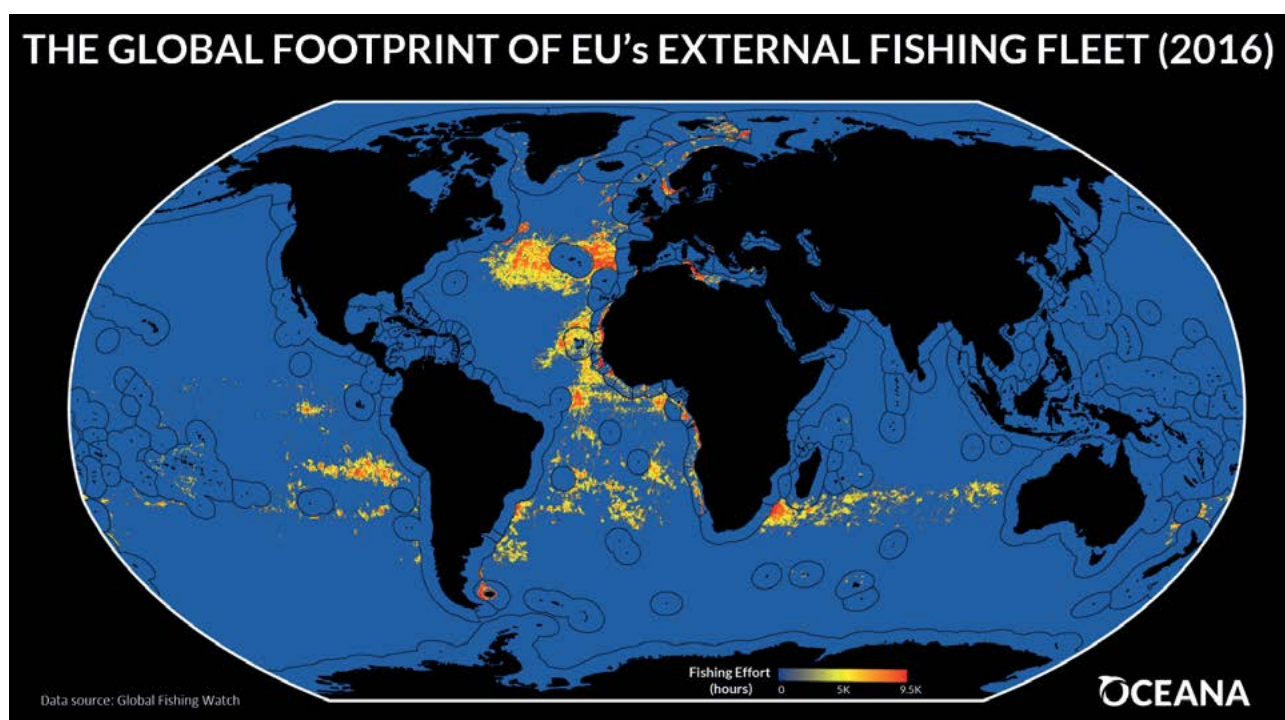 THE GLOBAL FOOTPRINT OF EU's EXTERNAL FISHING FLEET (2016)
Fishing Effort
(hours)
0
5K
9.5K
Data source: Global Fishing Watch
OCEANA